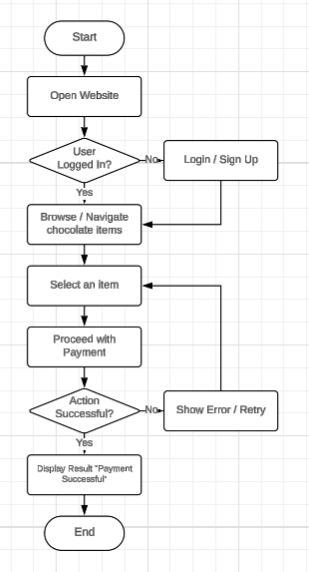 Start
Open Website
User
Logged In?
No
Login / Sign Up
Yes
Browse / Navigate
chocolate items
Select an item
Proceed with
Payment
Action
Successful?
No
Show Error / Retry
Yes
Display Result "Payment
Successful"
End